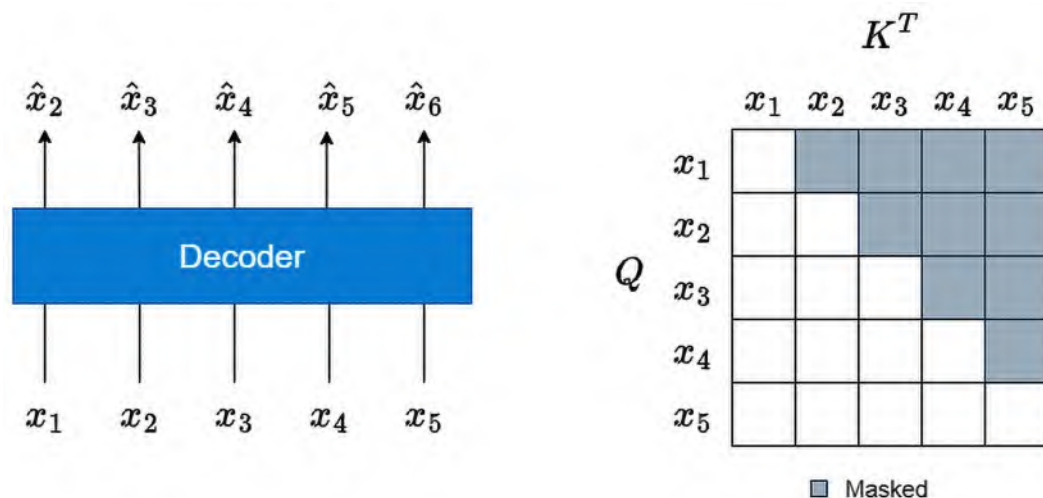 x̂₂ x̂₃ x̂₄ x̂₅ x̂₆
Decoder
x₁ x₂ x₃ x₄ x₅
Kᵀ
x₁ x₂ x₃ x₄ x₅
x₁
x₂
Q
x₃
x₄
x₅
Masked